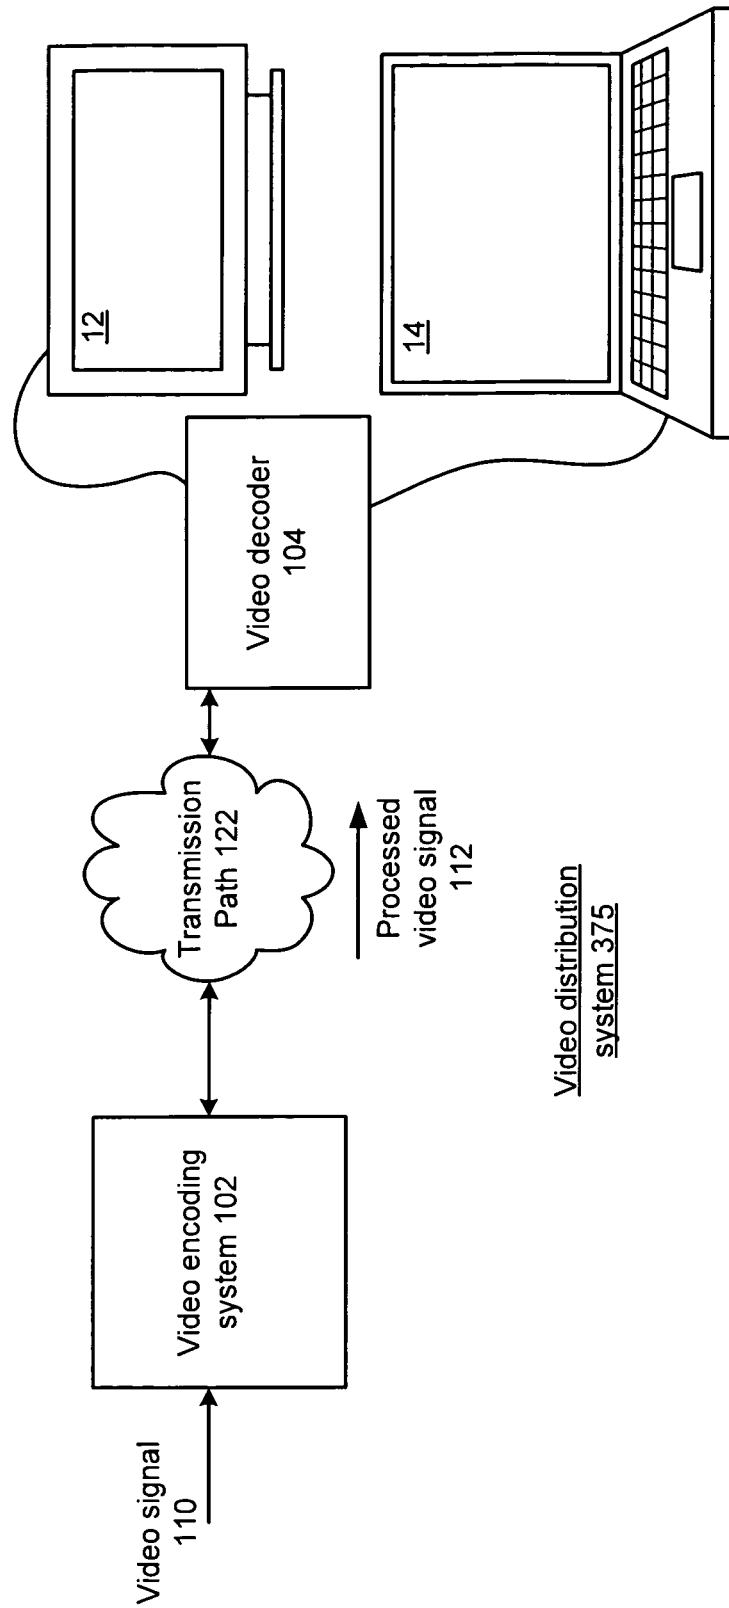 Video signal
110
Video encoding
system 102
Transmission
Path 122
Processed
video signal
112
Video decoder
104
12
14
Video distribution
system 375